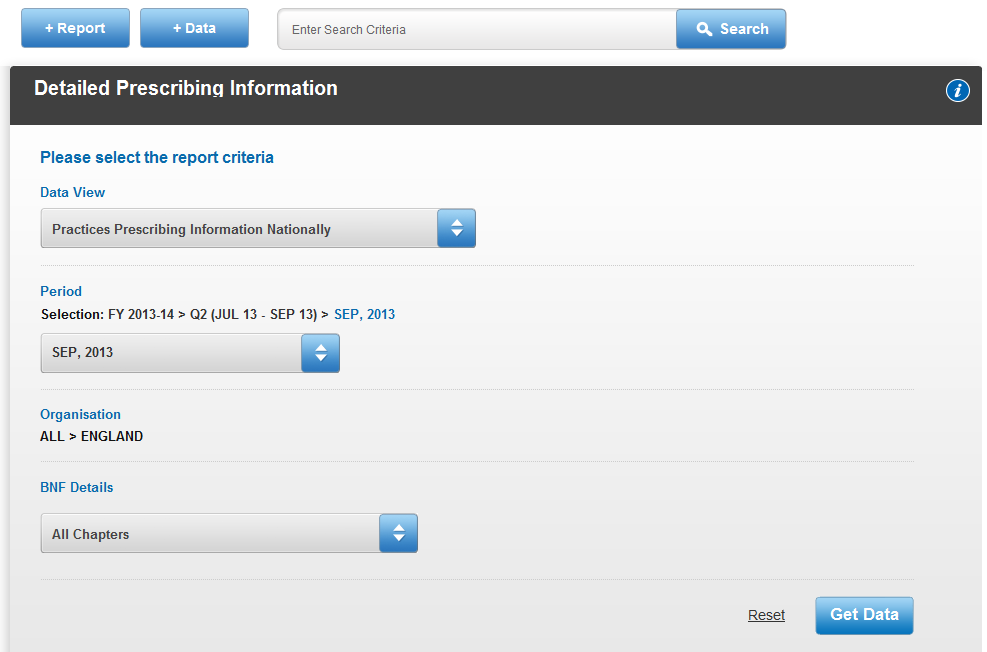 + Report
+ Data
Enter Search Criteria
Search
Detailed Prescribing Information
i
Please select the report criteria
Data View
Practices Prescribing Information Nationally
Period
Selection: FY 2013-14 > Q2 (JUL 13 - SEP 13) > SEP, 2013
SEP, 2013
Organisation
ALL > ENGLAND
BNF Details
All Chapters
Reset
Get Data